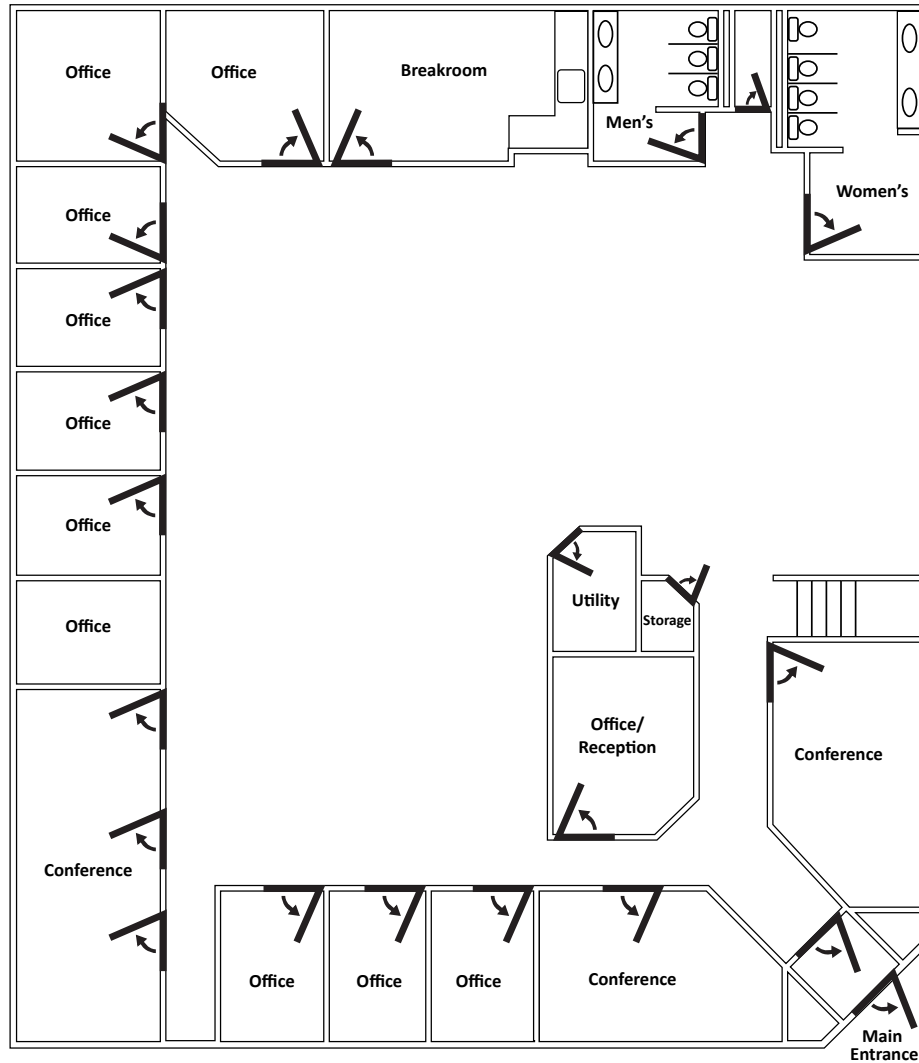 Office
Office
Breakroom
Men's
Women's
Office
Office
Office
Office
Office
Utility
Storage
Office/
Reception
Conference
Conference
Office
Office
Office
Conference
Main
Entrance